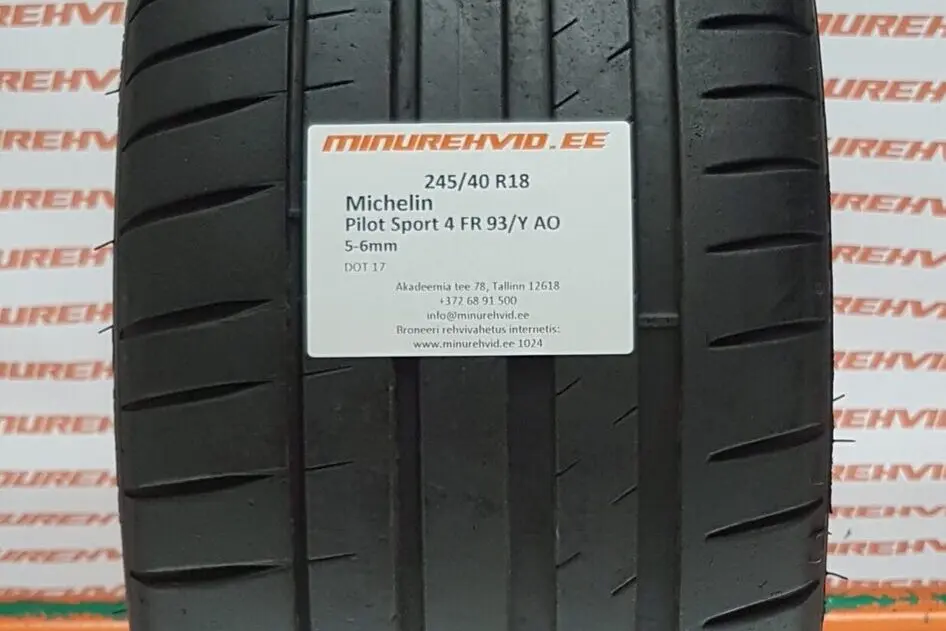 MINUREHVID.EE
245/40 R18
Michelin
Pilot Sport 4 FR 93/Y AO
5-6mm
DOT 17
Akadeemia tee 78, Tallinn 12618
+372 68 91 500
info@minurehvid.ee
Broneeri rehvivahetus internetis:
www.minurehvid.ee 1024